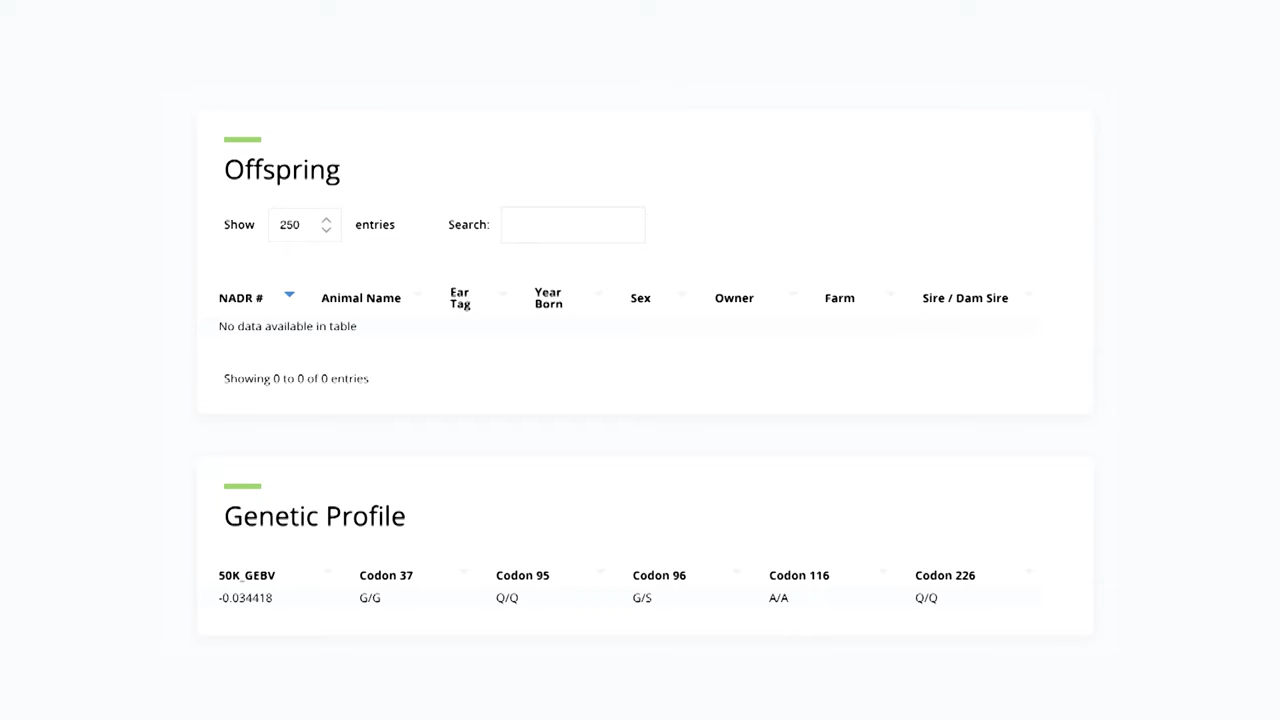 Offspring
Show 250 entries Search:
NADR # Animal Name Ear Tag Year Born Sex Owner Farm Sire / Dam Sire
No data available in table
Showing 0 to 0 of 0 entries
Genetic Profile
50K_GEBV Codon 37 Codon 95 Codon 96 Codon 116 Codon 226
-0.034418 G/G Q/Q G/S A/A Q/Q